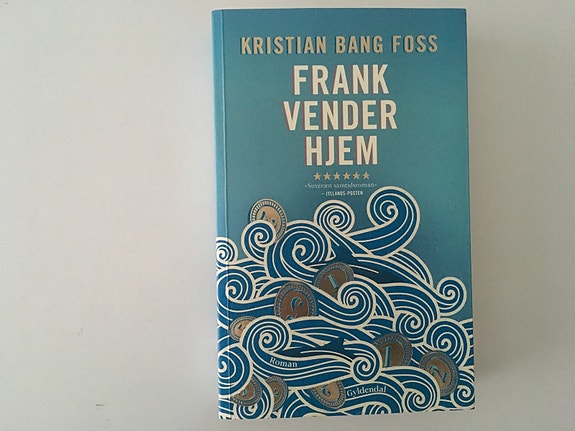 KRISTIAN BANG FOSS
FRANK
VENDER
HJEM
»Suveræn samtidsroman«
– JYLLANDS-POSTEN
Roman
Gyldendal